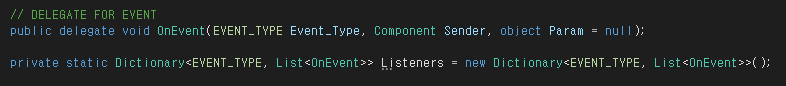 // DELEGATE FOR EVENT
public delegate void OnEvent(EVENT_TYPE Event_Type, Component Sender, object Param = null);
private static Dictionary<EVENT_TYPE, List<OnEvent>> Listeners = new Dictionary<EVENT_TYPE, List<OnEvent>>();